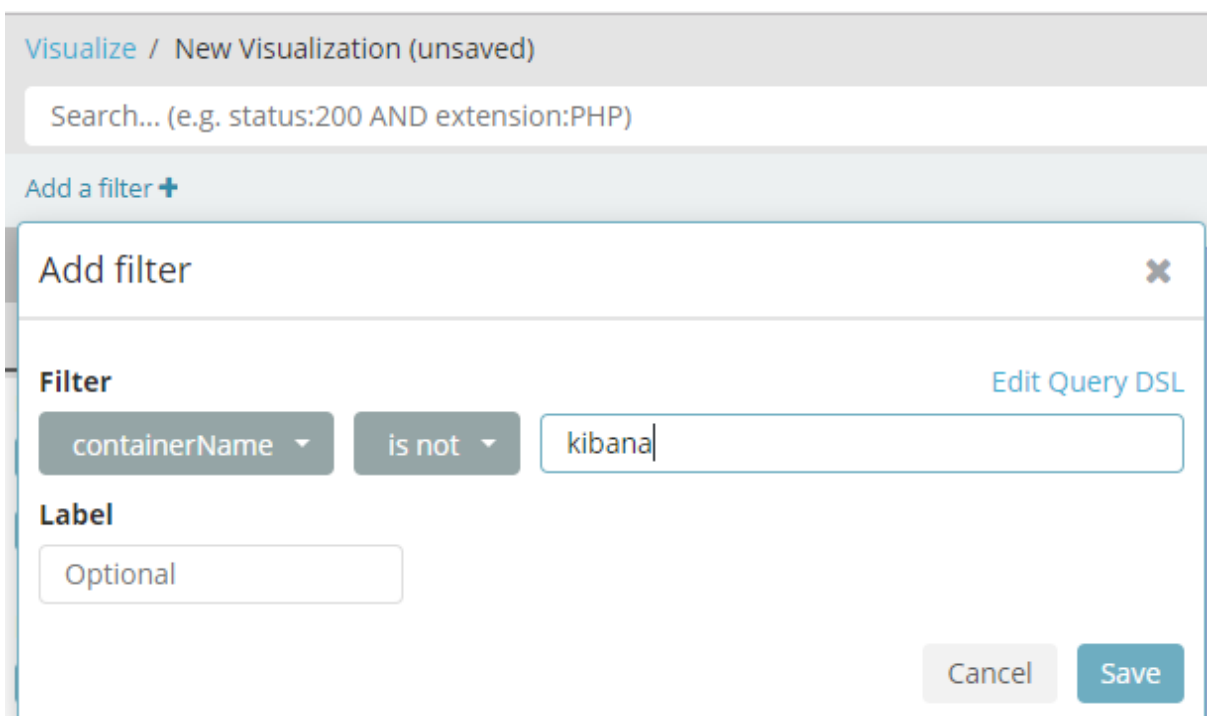 Visualize / New Visualization (unsaved)
Search... (e.g. status:200 AND extension:PHP)
Add a filter +
Add filter
Filter Edit Query DSL
containerName is not kibana
Label
Optional
Cancel Save